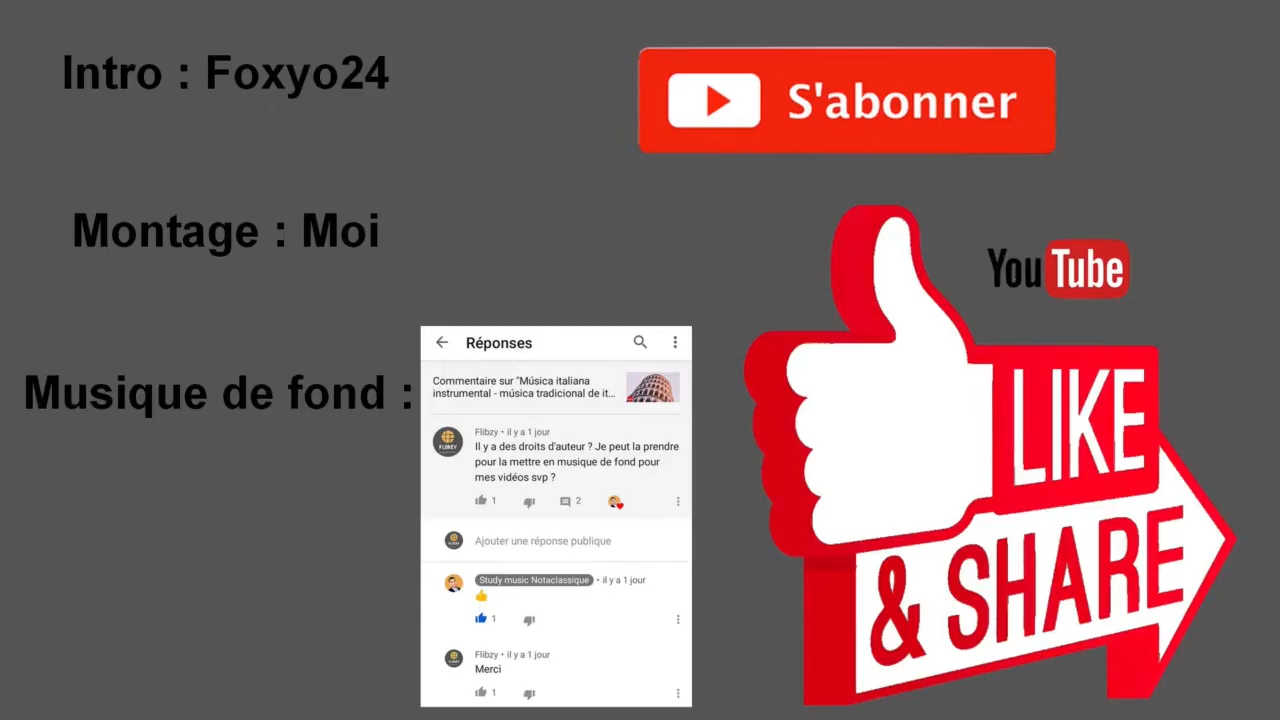 Intro : Foxyo24
S'abonner
Montage : Moi
YouTube
Musique de fond :
Réponses
Commentaire sur "Música italiana
instrumental - música tradicional de it...
Flibzy • il y a 1 jour
FLIBZY
Il y a des droits d'auteur ? Je peut la prendre
pour la mettre en musique de fond pour
mes vidéos svp ?
1
2
Ajouter une réponse publique
Study music Notaclassique • il y a 1 jour
1
Flibzy • il y a 1 jour
Merci
1
LIKE
& SHARE